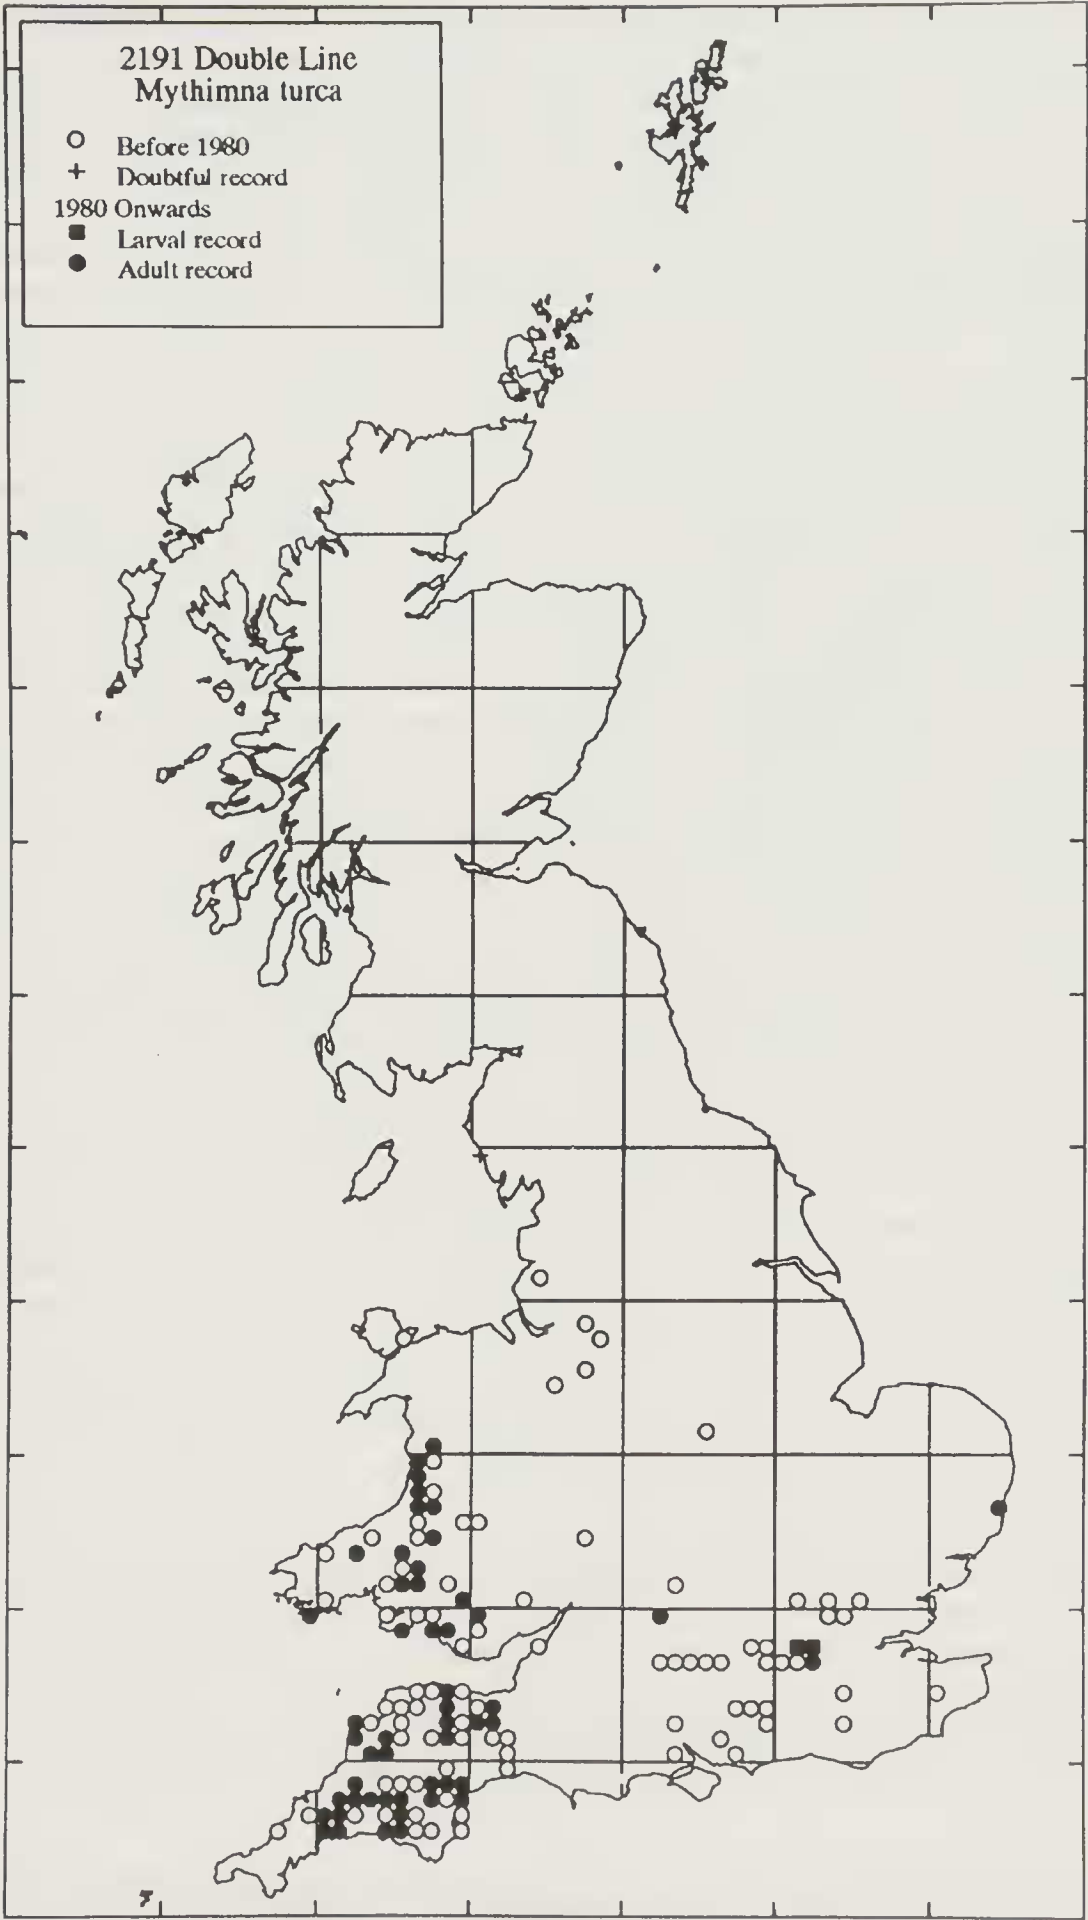 2191 Double Line
Mythimna turca
Before 1980
Doubtful record
1980 Onwards
Larval record
Adult record